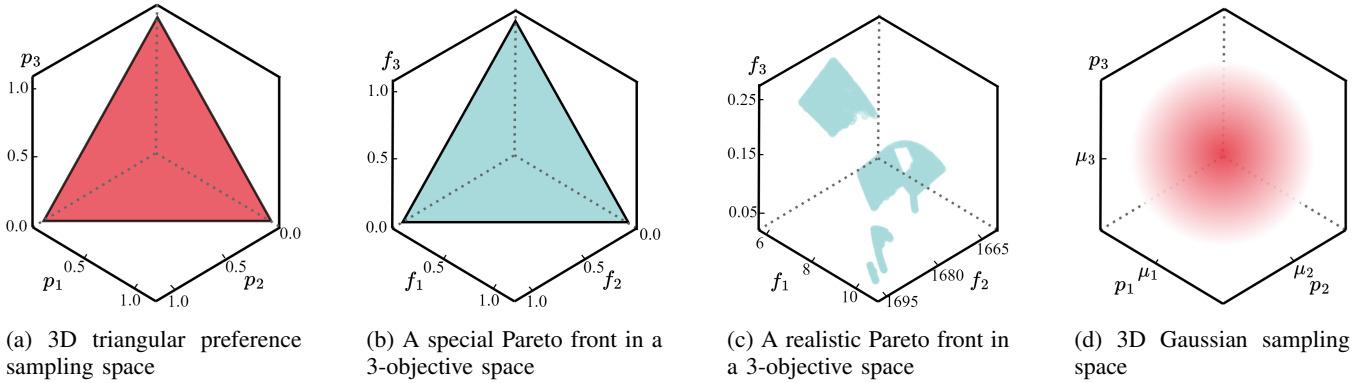 p₃
1.0
0.5
0.0
0.5
p₁
1.0
1.0
0.5
p₂
0.0
f₃
1.0
0.5
0.0
0.5
f₁
1.0
1.0
0.5
f₂
0.0
f₃
0.25
0.15
0.05
6
8
f₁
10
1695
1680
f₂
1665
p₃
μ₃
μ₁
p₁
μ₂
p₂
(a) 3D triangular preference
sampling space
(b) A special Pareto front in a
3-objective space
(c) A realistic Pareto front in
a 3-objective space
(d) 3D Gaussian sampling
space